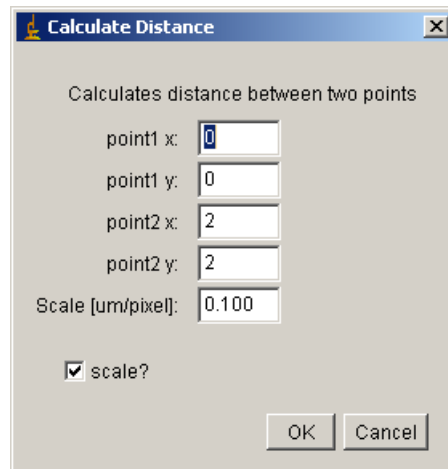 Calculate Distance
Calculates distance between two points
point1 x: 0
point1 y: 0
point2 x: 2
point2 y: 2
Scale [um/pixel]: 0.100
scale?
OK Cancel